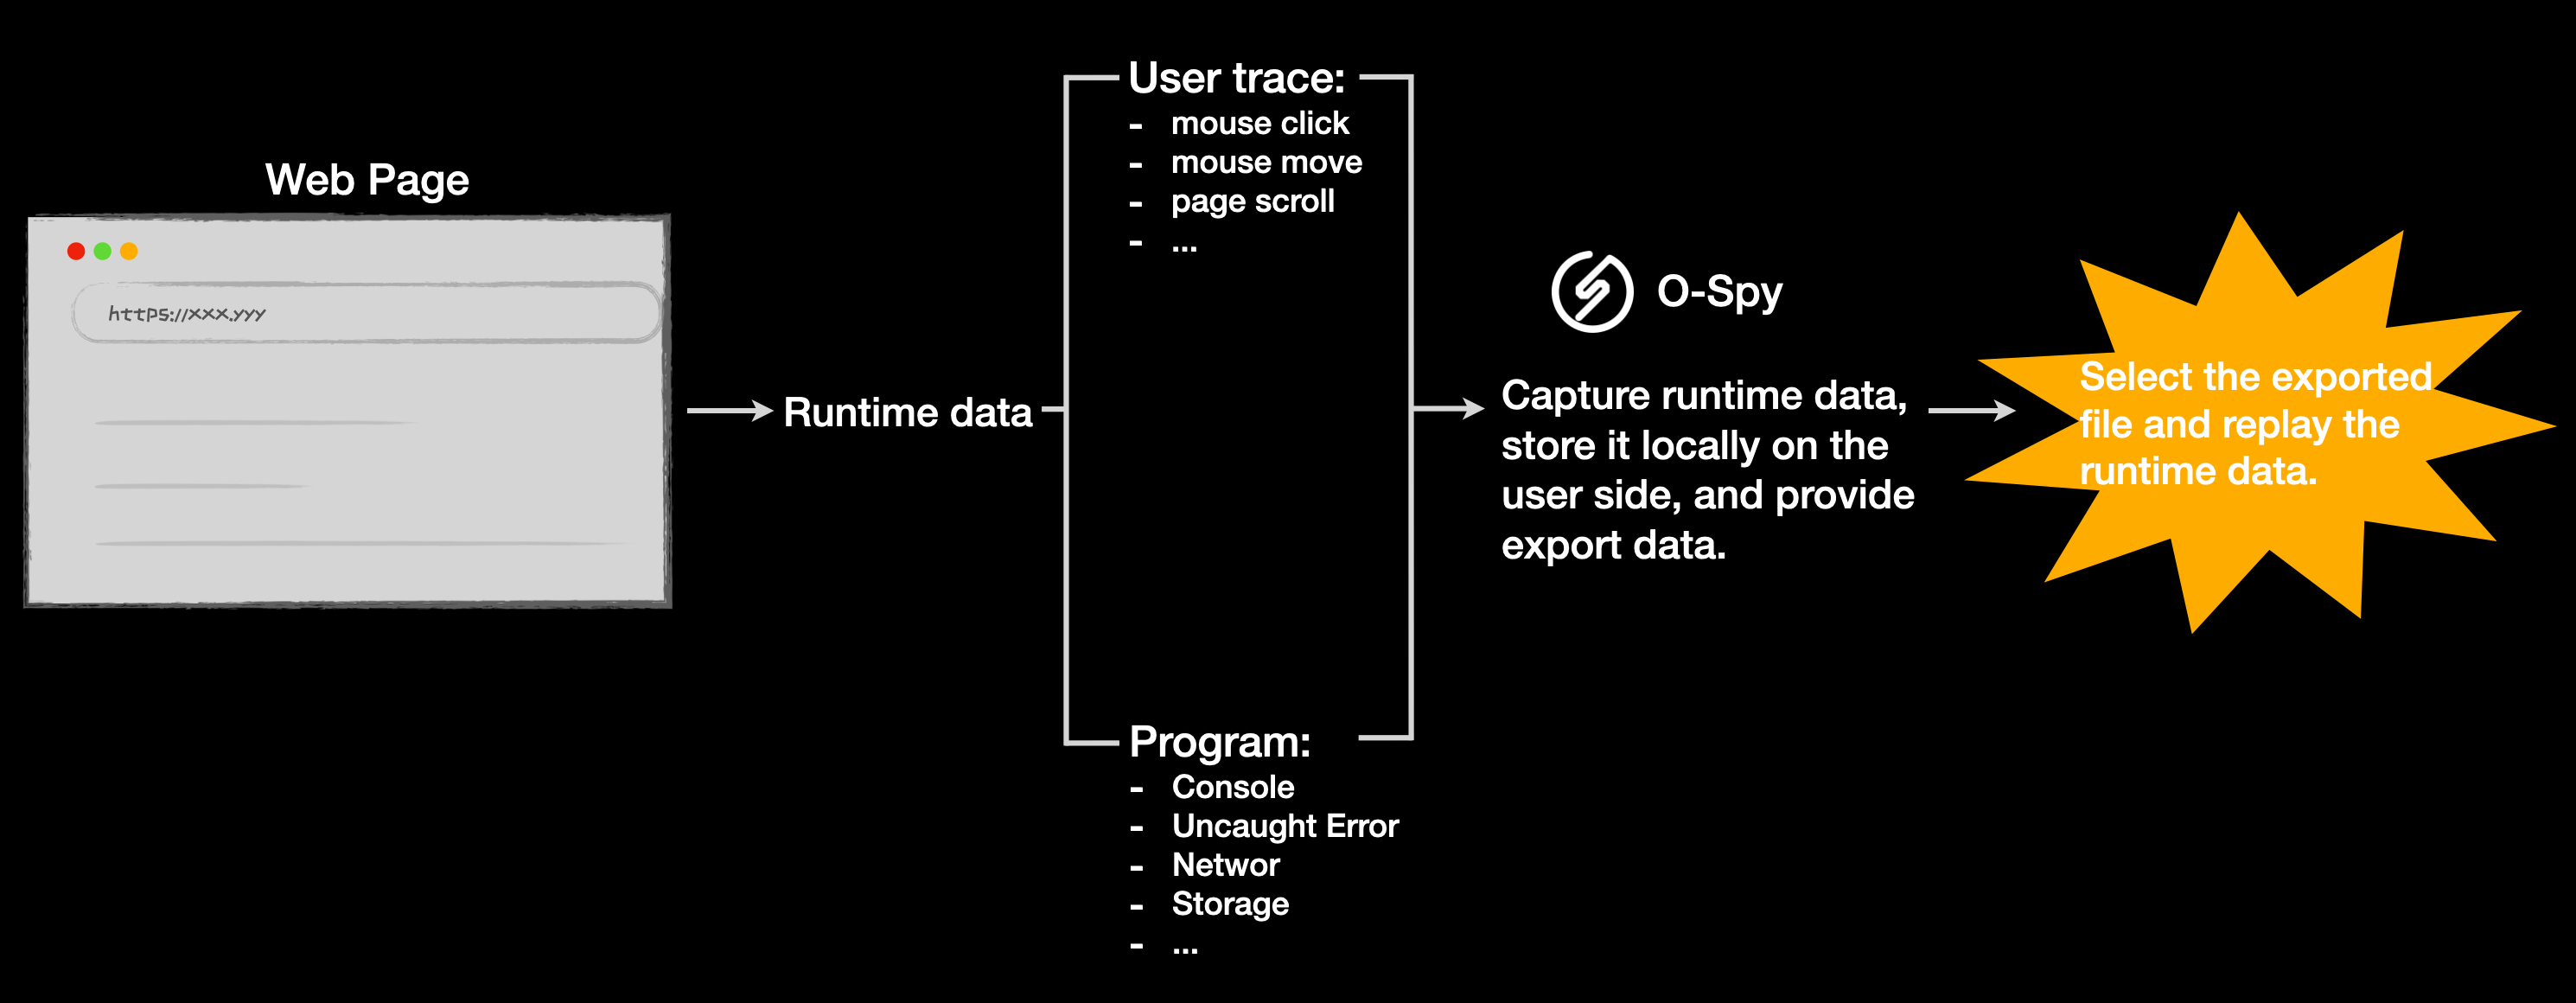 Web Page
https://xxx.yyy
Runtime data
User trace:
- mouse click
- mouse move
- page scroll
- ...
Program:
- Console
- Uncaught Error
- Networ
- Storage
- ...
O-Spy
Capture runtime data,
store it locally on the
user side, and provide
export data.
Select the exported
file and replay the
runtime data.